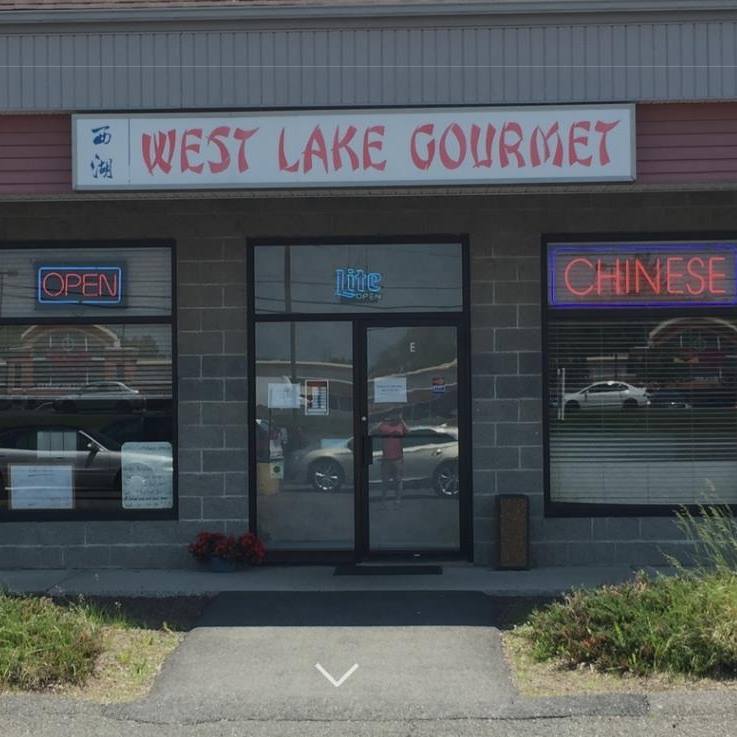 西湖
WEST LAKE GOURMET
OPEN
Lite
OPEN
CHINESE
E